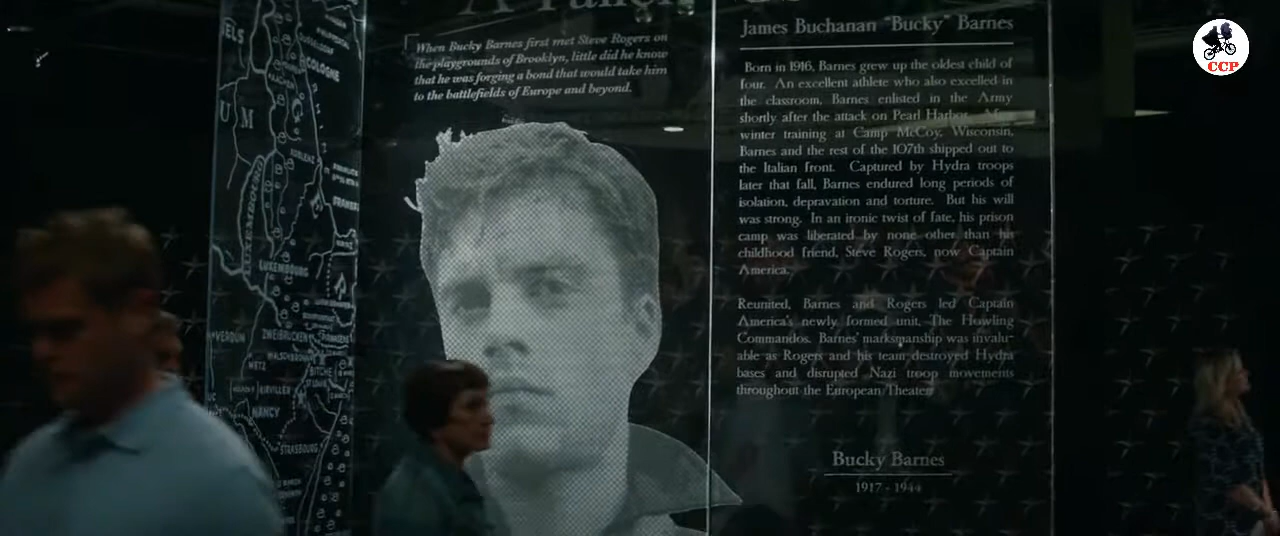 A Fallen
When Bucky Barnes first met Steve Rogers on
the playgrounds of Brooklyn, little did he know
that he was forging a bond that would take him
to the battlefields of Europe and beyond.
James Buchanan "Bucky" Barnes
Born in 1916, Barnes grew up the oldest child of
four. An excellent athlete who also excelled in
the classroom, Barnes enlisted in the Army
shortly after the attack on Pearl Harbor. After
winter training at Camp McCoy, Wisconsin,
Barnes and the rest of the 107th shipped out to
the Italian front. Captured by Hydra troops
later that fall, Barnes endured long periods of
isolation, depravation and torture. But his will
was strong. In an ironic twist of fate, his prison
camp was liberated by none other than his
childhood friend, Steve Rogers, now Captain
America.
Reunited, Barnes and Rogers led Captain
America's newly formed unit, The Howling
Commandos. Barnes' marksmanship was invalu-
able as Rogers and his team destroyed Hydra
bases and disrupted Nazi troop movements
throughout the European Theater
Bucky Barnes
1917 - 1944
ELS
COLOGNE
UM
LUXEMBOURG
LUXEMBOURG
VERDUN
ZWEIBRUCKEN
METZ
BITCHE
NANCY
STRASBOURG
CCP